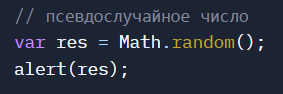 // псевдослучайное число
var res = Math.random();
alert(res);